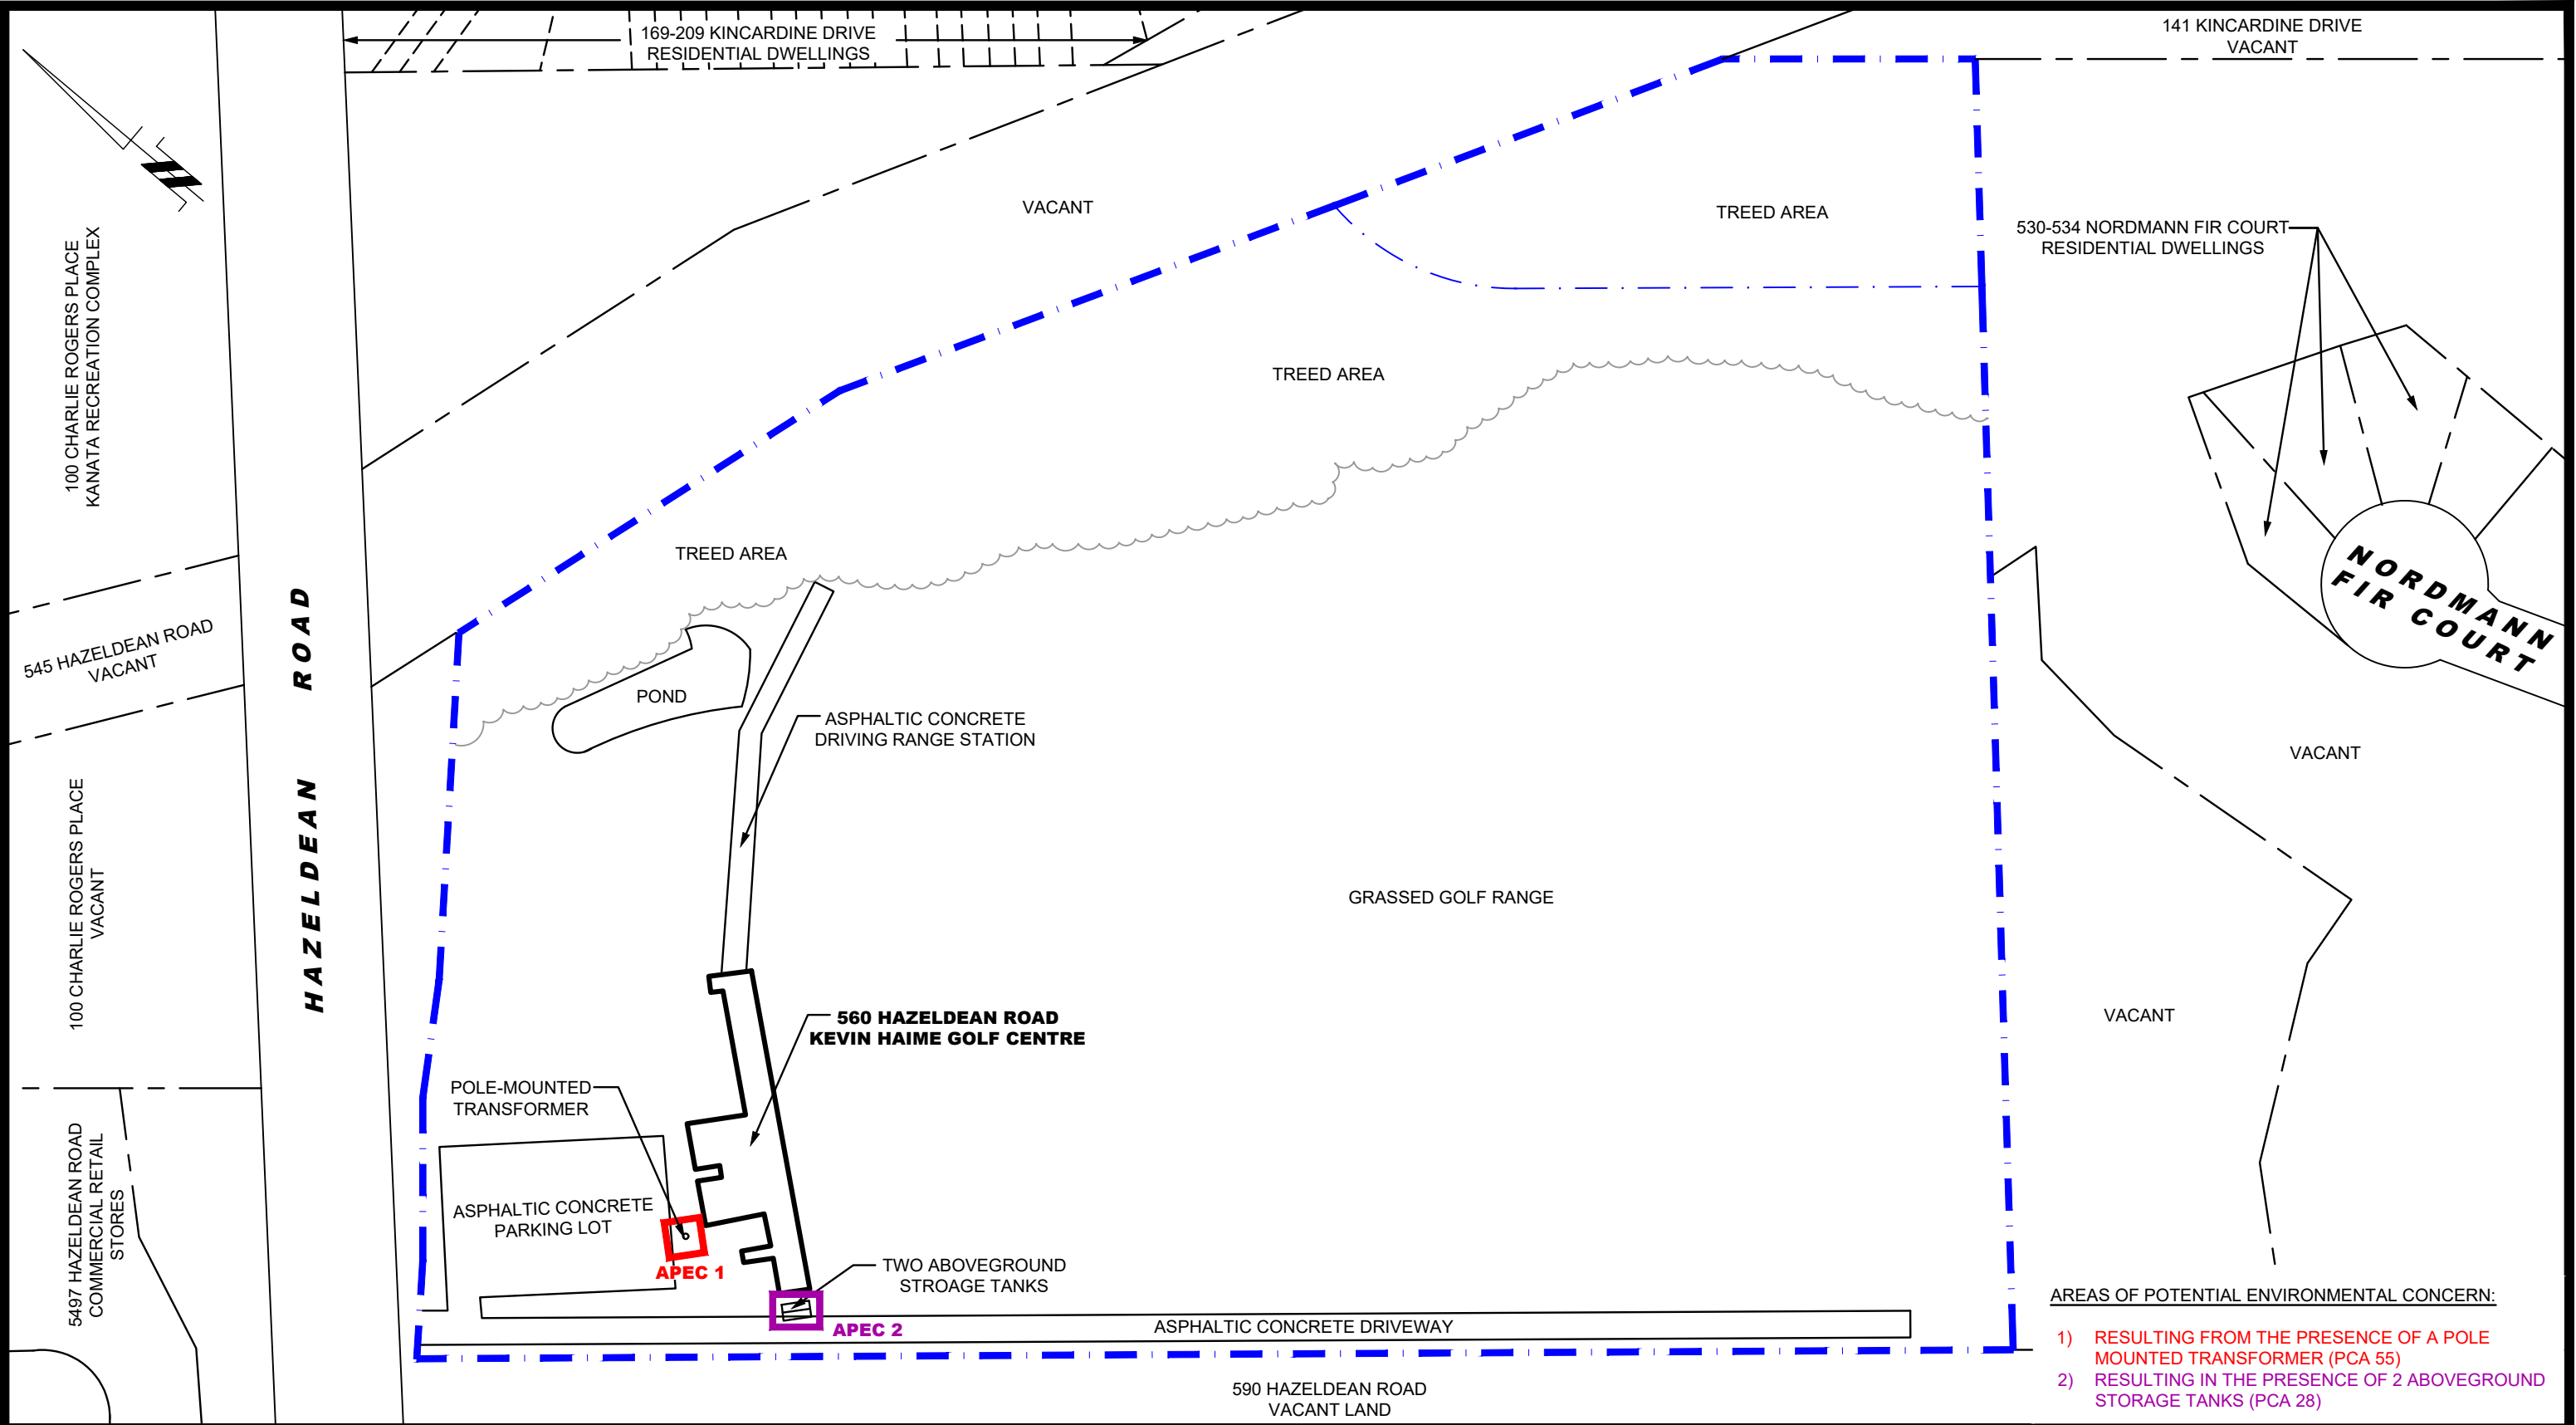 169-209 KINCARDINE DRIVE
RESIDENTIAL DWELLINGS
141 KINCARDINE DRIVE
VACANT
100 CHARLIE ROGERS PLACE
KANATA RECREATION COMPLEX
VACANT
TREED AREA
530-534 NORDMANN FIR COURT
RESIDENTIAL DWELLINGS
TREED AREA
TREED AREA
NORDMANN
FIR COURT
545 HAZELDEAN ROAD
VACANT
HAZELDEAN ROAD
POND
ASPHALTIC CONCRETE
DRIVING RANGE STATION
VACANT
100 CHARLIE ROGERS PLACE
VACANT
GRASSED GOLF RANGE
560 HAZELDEAN ROAD
KEVIN HAIME GOLF CENTRE
VACANT
POLE-MOUNTED
TRANSFORMER
5497 HAZELDEAN ROAD
COMMERCIAL RETAIL
STORES
ASPHALTIC CONCRETE
PARKING LOT
APEC 1
TWO ABOVEGROUND
STROAGE TANKS
APEC 2
ASPHALTIC CONCRETE DRIVEWAY
590 HAZELDEAN ROAD
VACANT LAND
AREAS OF POTENTIAL ENVIRONMENTAL CONCERN:
1) RESULTING FROM THE PRESENCE OF A POLE
MOUNTED TRANSFORMER (PCA 55)
2) RESULTING IN THE PRESENCE OF 2 ABOVEGROUND
STORAGE TANKS (PCA 28)